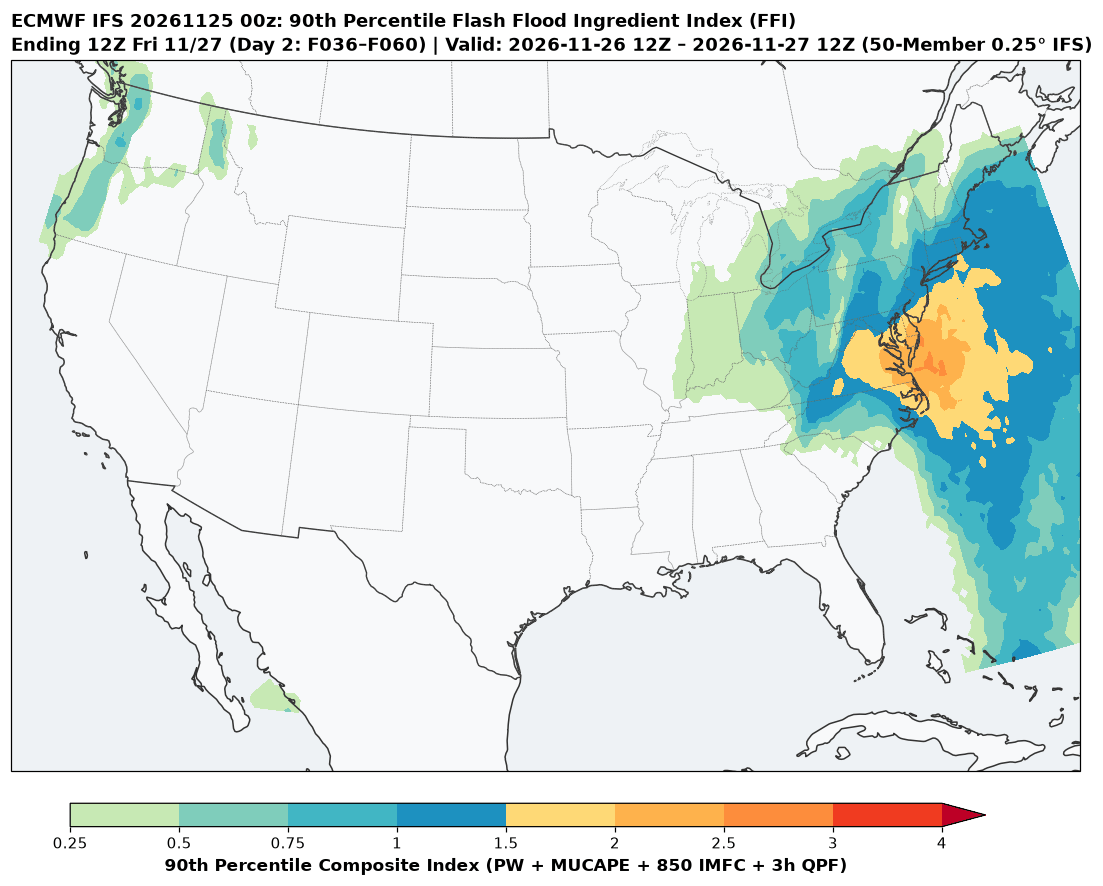 ECMWF IFS 20261125 00z: 90th Percentile Flash Flood Ingredient Index (FFI)
Ending 12Z Fri 11/27 (Day 2: F036–F060) | Valid: 2026-11-26 12Z – 2026-11-27 12Z (50-Member 0.25° IFS)
0.25 0.5 0.75 1 1.5 2 2.5 3 4
90th Percentile Composite Index (PW + MUCAPE + 850 IMFC + 3h QPF)